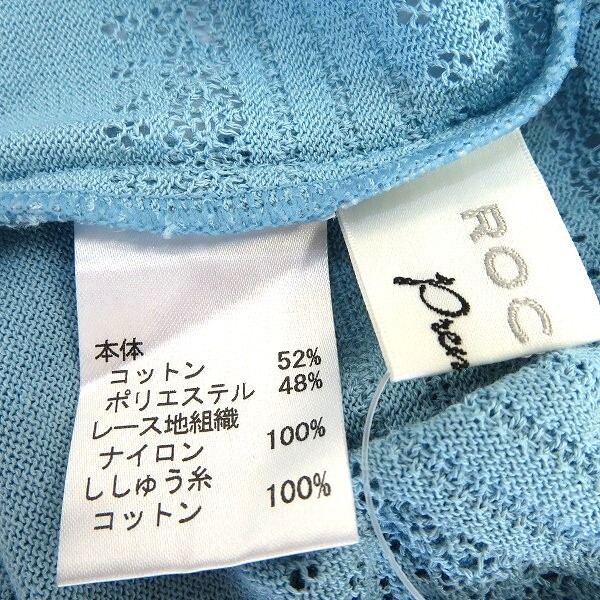 本体
コットン 52%
ポリエステル 48%
レース地組織
ナイロン 100%
ししゅう糸
コットン 100%
ROC
Prem